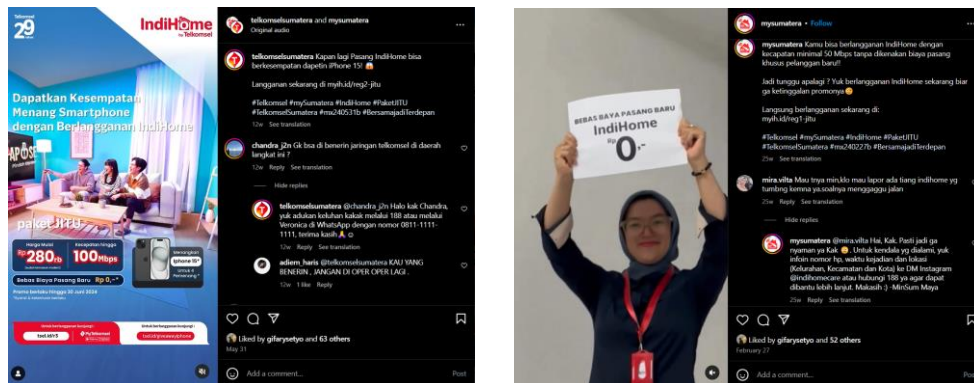 Telkomsel
29
IndiHome
by Telkomsel
Dapatkan Kesempatan
Menang Smartphone
dengan Berlangganan IndiHome
paket JITU
Harga Mulai
Rp 280rb
Kecepatan hingga
100Mbps
Menangkan
iPhone 15*
Bebas Biaya Pasang Baru Rp 0,-*
Promo berlaku hingga 30 Juni 2024
telkomselsumatera and mysumatera
Original audio
telkomselsumatera Kapan lagi Pasang IndiHome bisa
berkesempatan dapetin iPhone 15! 😱
Langganan sekarang di myih.id/reg2-jitu
#Telkomsel #mySumatera #IndiHome #PaketJITU
#TelkomselSumatera #mx240531b #BersamajadiTerdepan
12w See translation
chandra_j2n Gk bsa di benerin jaringan telkomsel di daerah
langkat ini ?
12w Reply See translation
Hide replies
telkomselsumatera @chandra_j2n Halo kak Chandra,
yuk adukan keluhan kakak melalui 188 atau melalui
Veronica di WhatsApp dengan nomor 0811-1111-
1111, terima kasih🙏☺
12w Reply See translation
adiem_haris @telkomselsumatera KAU YANG
BENERIN , JANGAN DI OPER OPER LAGI .
12w 1 like Reply
Liked by gifarysetyo and 63 others
May 31
Add a comment...
Post
BEBAS BAYA PASANG BARU
IndiHome
Rp 0,-
mysumatera • Follow
mysumatera Kamu bisa berlangganan IndiHome dengan
kecapatan minimal 50 Mbps tanpa dikenakan biaya pasang
khusus pelanggan baru!!
Jadi tunggu apalagi ? Yuk berlangganan IndiHome sekarang biar
ga ketinggalan promonya
Langsung berlangganan sekarang di:
myih.id/reg1-jitu
#Telkomsel #mySumatera #IndiHome #PaketJITU
#TelkomselSumatera #mx240227b #BersamajadiTerdepan
25w See translation
mira.vilta Mau tnya min,klo mau lapor ada tiang indihome yg
tumbng kemna ya.soalnya menggaggu jalan
25w Reply See translation
Hide replies
mysumatera @mira.vilta Hai, Kak. Pasti jadi ga
nyaman ya Kak . Untuk kendala yg dialami, yuk
infoin nomor hp, waktu kejadian dan lokasi
(Kelurahan, Kecamatan dan Kota) ke DM Instagram
@indihomecare atau hubungi 188 ya agar dapat
dibantu lebih lanjut. Makasih :) -MinSum Maya
25w Reply See translation
Liked by gifarysetyo and 52 others
February 27
Add a comment...